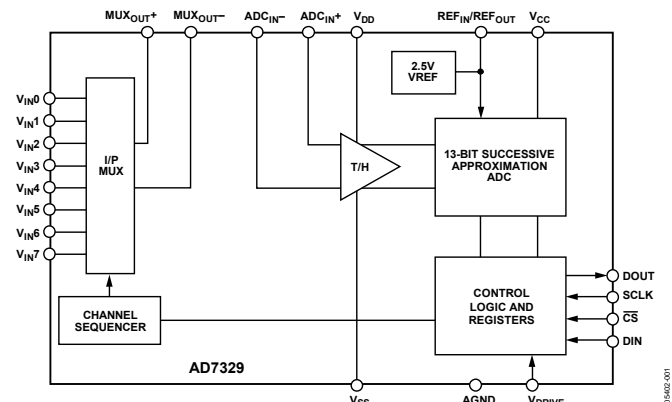 MUXOUT+ MUXOUT– ADCIN– ADCIN+ VDD REFIN/REFOUT VCC
2.5V
VREF
VIN0
VIN1
VIN2
VIN3
VIN4
VIN5
VIN6
VIN7
I/P
MUX
T/H
13-BIT SUCCESSIVE
APPROXIMATION
ADC
CHANNEL
SEQUENCER
CONTROL
LOGIC AND
REGISTERS
DOUT
SCLK
CS
DIN
AD7329
VSS AGND VDRIVE
05402-001